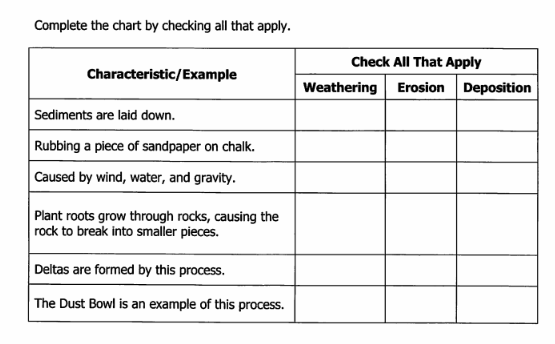 Complete the chart by checking all that apply.
Characteristic/Example
Check All That Apply
Weathering
Erosion
Deposition
Sediments are laid down.
Rubbing a piece of sandpaper on chalk.
Caused by wind, water, and gravity.
Plant roots grow through rocks, causing the
rock to break into smaller pieces.
Deltas are formed by this process.
The Dust Bowl is an example of this process.